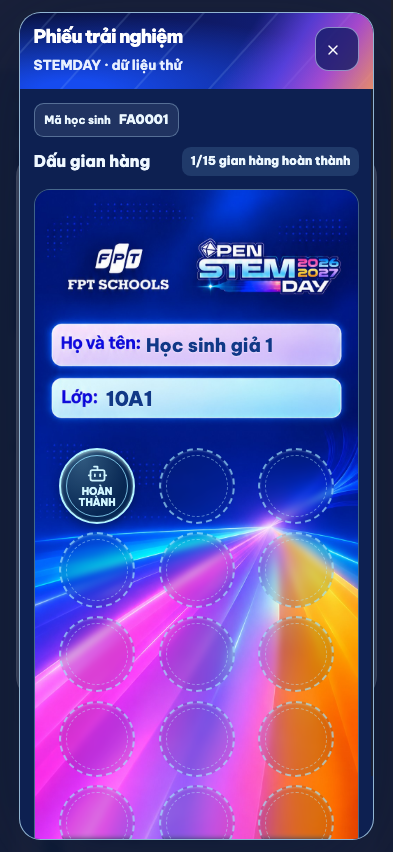 Phiếu trải nghiệm
STEMDAY · dữ liệu thử
×
Mã học sinh FA0001
Dấu gian hàng
1/15 gian hàng hoàn thành
FPT
FPT SCHOOLS
OPEN
STEM 2026
2027
DAY
Họ và tên: Học sinh giả 1
Lớp: 10A1
HOÀN
THÀNH